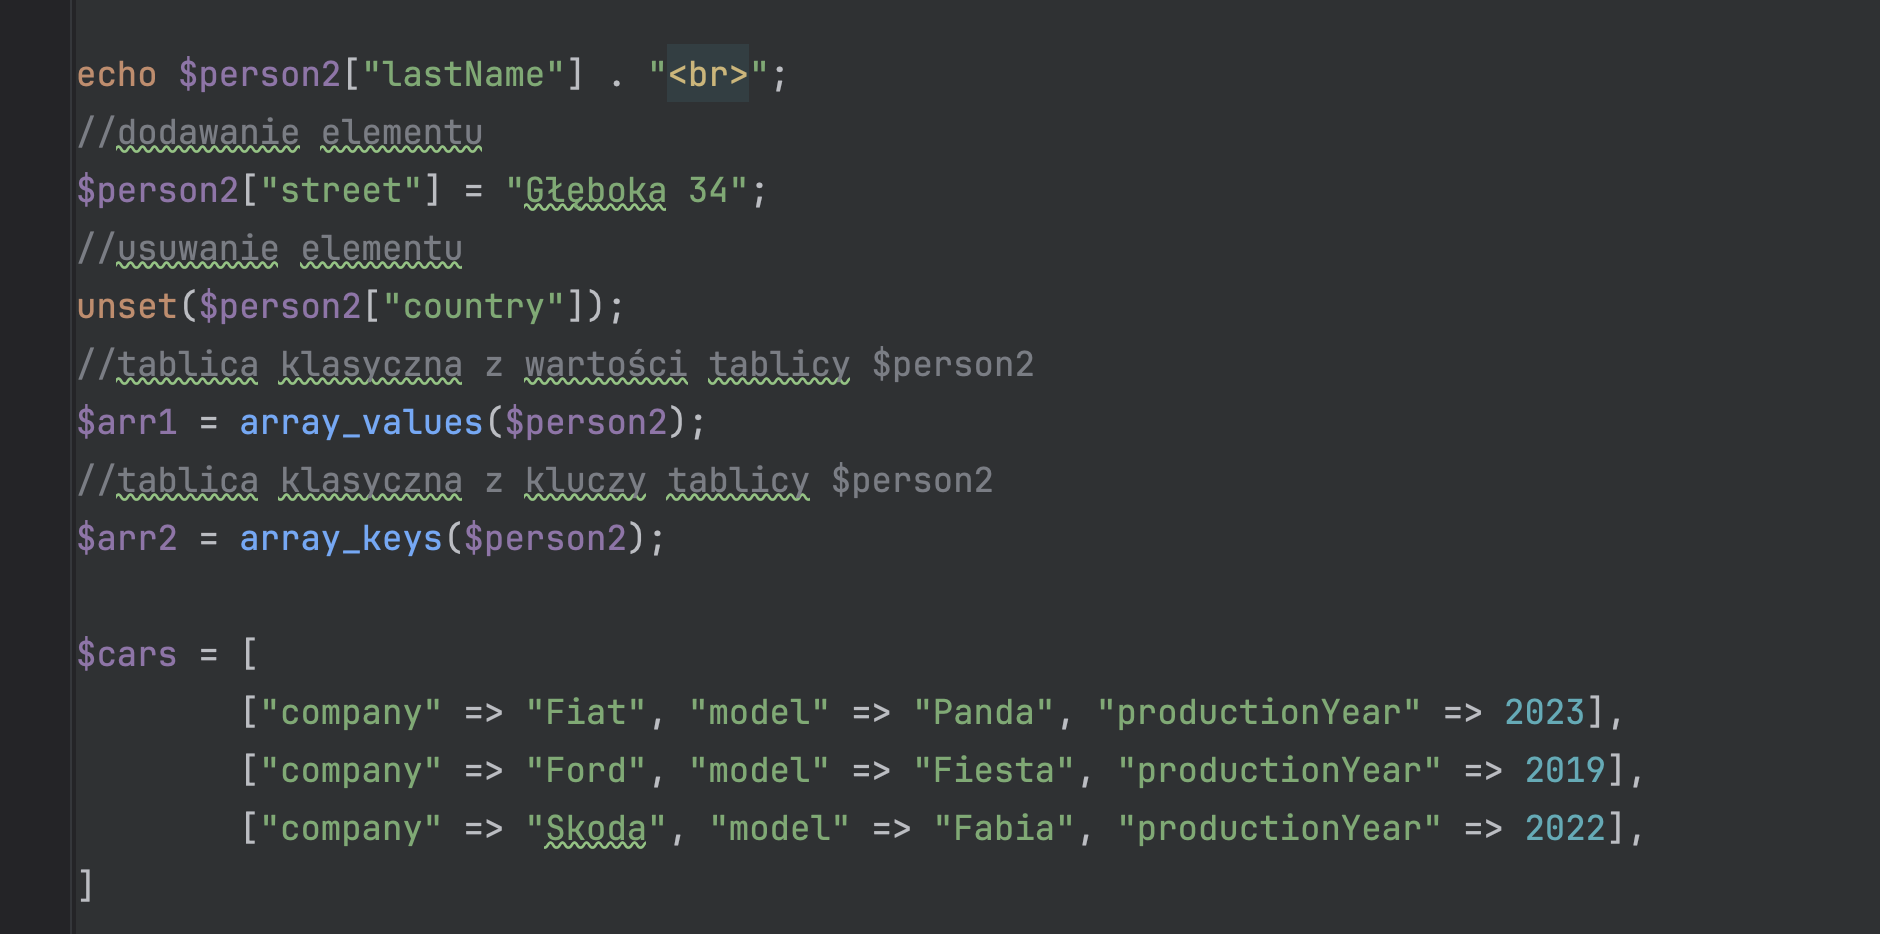 echo $person2["lastName"] . "<br>";
//dodawanie elementu
$person2["street"] = "Głęboka 34";
//usuwanie elementu
unset($person2["country"]);
//tablica klasyczna z wartości tablicy $person2
$arr1 = array_values($person2);
//tablica klasyczna z kluczy tablicy $person2
$arr2 = array_keys($person2);
$cars = [
["company" => "Fiat", "model" => "Panda", "productionYear" => 2023],
["company" => "Ford", "model" => "Fiesta", "productionYear" => 2019],
["company" => "Skoda", "model" => "Fabia", "productionYear" => 2022],
]